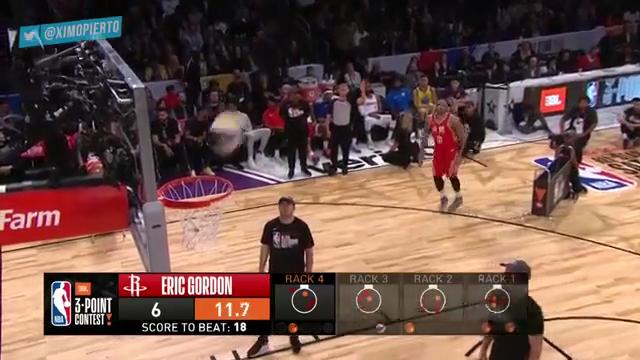 @XIMOPIERTO
JBL
Farm
ERIC GORDON
6
11.7
SCORE TO BEAT: 18
NBA
JBL
3-POINT
CONTEST
RACK 4
RACK 3
RACK 2
RACK 1